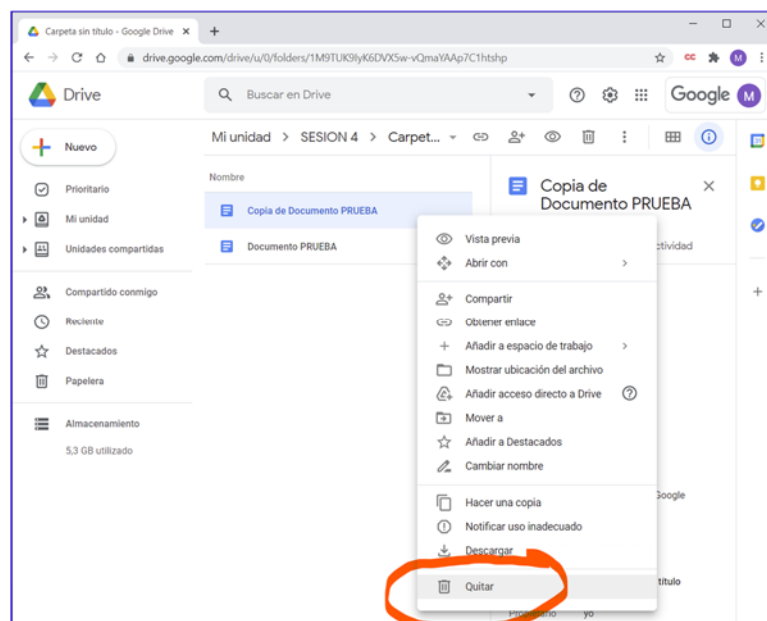 Carpeta sin título - Google Drive
drive.google.com/drive/u/0/folders/1M9TUK9IyK6DVX5w-vQmaYAAp7C1htshp
cc
M
Drive
Buscar en Drive
Google
M
Nuevo
Mi unidad > SESION 4 > Carpet...
Nombre
Prioritario
Mi unidad
Unidades compartidas
Compartido conmigo
Reciente
Destacados
Papelera
Almacenamiento
5,3 GB utilizado
Copia de Documento PRUEBA
Documento PRUEBA
Copia de
Documento PRUEBA
ctividad
Vista previa
Abrir con
Compartir
Obtener enlace
Añadir a espacio de trabajo
Mostrar ubicación del archivo
Añadir acceso directo a Drive
Mover a
Añadir a Destacados
Cambiar nombre
Hacer una copia
Notificar uso inadecuado
Descargar
Quitar
Google
título
Propietario yo